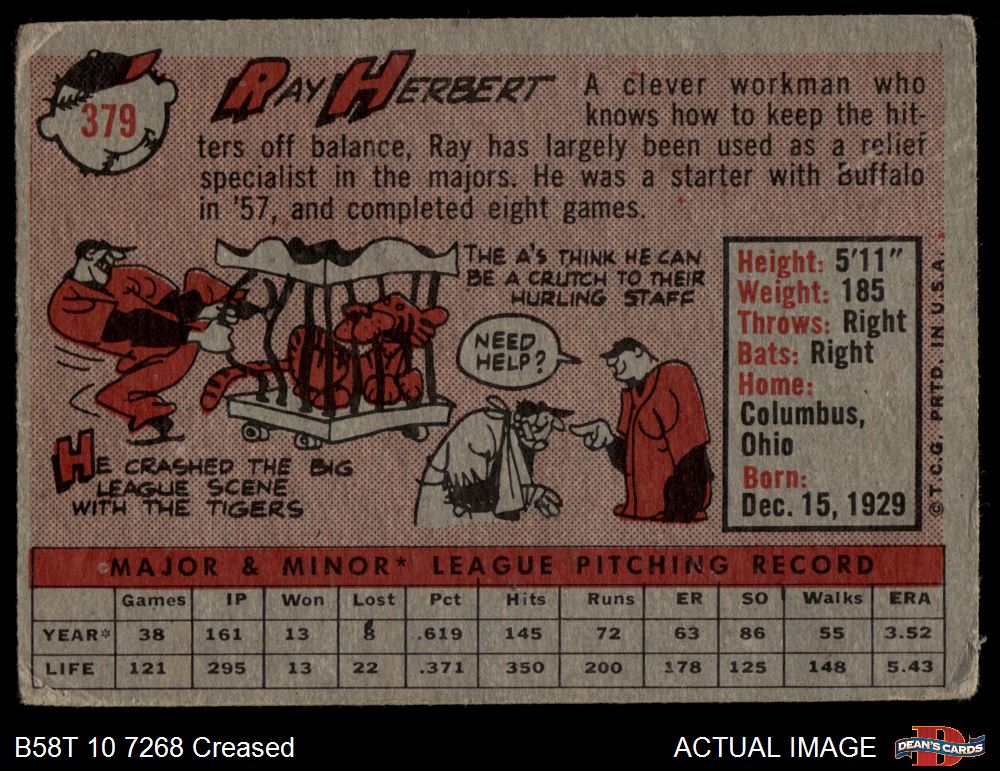 379
RAY HERBERT
A clever workman who
knows how to keep the hit-
ters off balance, Ray has largely been used as a relief
specialist in the majors. He was a starter with Buffalo
in '57, and completed eight games.
THE A'S THINK HE CAN
BE A CRUTCH TO THEIR
HURLING STAFF
NEED
HELP?
HE CRASHED THE BIG
LEAGUE SCENE
WITH THE TIGERS
Height: 5'11"
Weight: 185
Throws: Right
Bats: Right
Home:
Columbus,
Ohio
Born:
Dec. 15, 1929
© T.C.G. PRTD. IN U.S.A.
MAJOR & MINOR* LEAGUE PITCHING RECORD
Games IP Won Lost Pct Hits Runs ER SO Walks ERA
YEAR* 38 161 13 8 .619 145 72 63 86 55 3.52
LIFE 121 295 13 22 .371 350 200 178 125 148 5.43
B58T 10 7268 Creased
ACTUAL IMAGE
D
DEAN'S CARDS